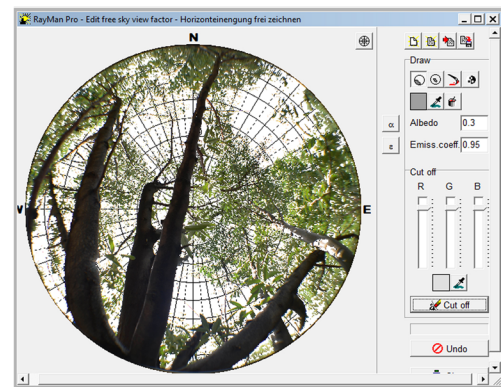 RayMan Pro - Edit free sky view factor - Horizonteinengung frei zeichnen
N
E
Draw
α
Albedo 0.3
ε
Emiss.coeff. 0.95
Cut off
R G B
Cut off
Undo